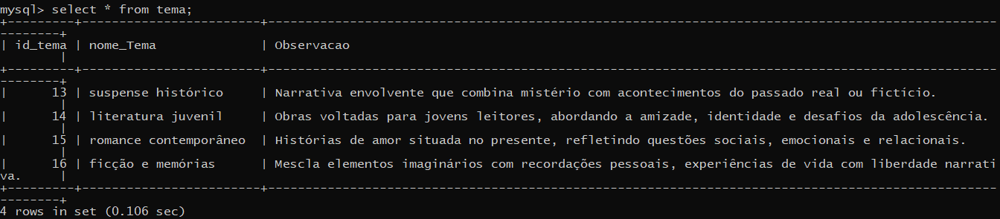 mysql> select * from tema;
+---------+------------------------+--------------------------------------------------------------------------------------------------
--------+
| id_tema | nome_Tema              | Observacao
        |
+---------+------------------------+--------------------------------------------------------------------------------------------------
--------+
|      13 | suspense histórico     | Narrativa envolvente que combina mistério com acontecimentos do passado real ou fictício.
        |
|      14 | literatura juvenil     | Obras voltadas para jovens leitores, abordando a amizade, identidade e desafios da adolescência.
        |
|      15 | romance contemporâneo  | Histórias de amor situada no presente, refletindo questões sociais, emocionais e relacionais.
        |
|      16 | ficção e memórias      | Mescla elementos imaginários com recordações pessoais, experiências de vida com liberdade narrati
va.     |
+---------+------------------------+--------------------------------------------------------------------------------------------------
--------+
4 rows in set (0.106 sec)